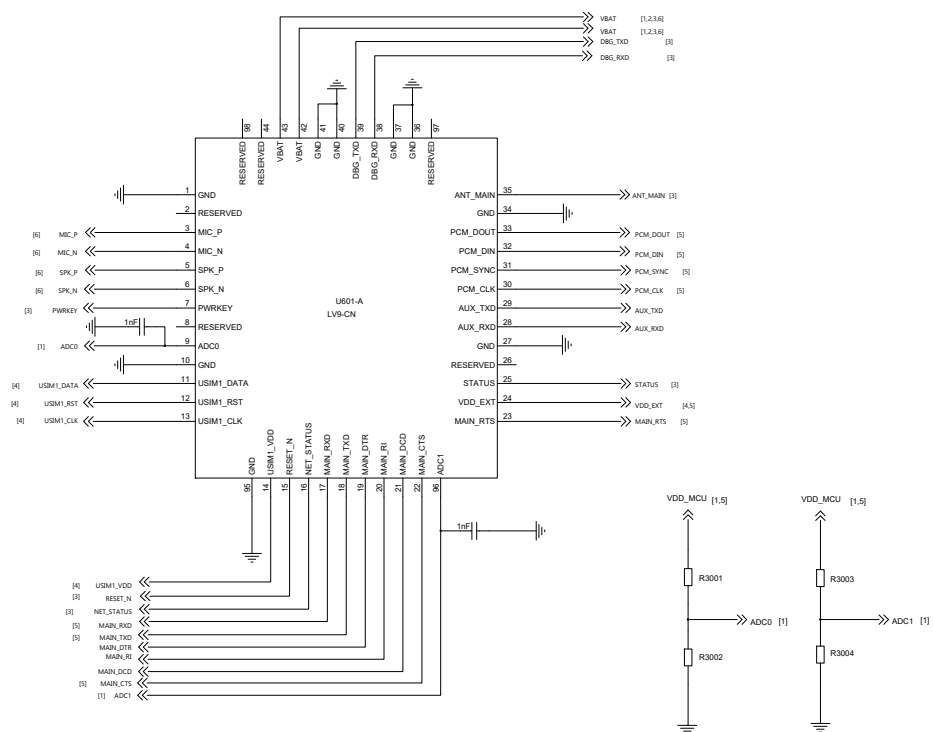 VBAT [1,2,3,6]
VBAT [1,2,3,6]
DBG_TXD [3]
DBG_RXD [3]
98
44
43
42
41
40
39
38
37
36
97
RESERVED
RESERVED
VBAT
VBAT
GND
GND
DBG_TXD
DBG_RXD
GND
GND
RESERVED
1 GND
2 RESERVED
[6] MIC_P 3 MIC_P
[6] MIC_N 4 MIC_N
[6] SPK_P 5 SPK_P
[6] SPK_N 6 SPK_N
[3] PWRKEY 7 PWRKEY
1nF 8 RESERVED
[1] ADC0 9 ADC0
10 GND
[4] USIM1_DATA 11 USIM1_DATA
[4] USIM1_RST 12 USIM1_RST
[4] USIM1_CLK 13 USIM1_CLK
U601-A
LV9-CN
ANT_MAIN 35 ANT_MAIN [3]
GND 34
PCM_DOUT 33 PCM_DOUT [5]
PCM_DIN 32 PCM_DIN [5]
PCM_SYNC 31 PCM_SYNC [5]
PCM_CLK 30 PCM_CLK [5]
AUX_TXD 29 AUX_TXD
AUX_RXD 28 AUX_RXD
GND 27
RESERVED 26
STATUS 25 STATUS [3]
VDD_EXT 24 VDD_EXT [4,5]
MAIN_RTS 23 MAIN_RTS [5]
GND
USIM1_VDD
RESET_N
NET_STATUS
MAIN_RXD
MAIN_TXD
MAIN_DTR
MAIN_RI
MAIN_DCD
MAIN_CTS
ADC1
95
14
15
16
17
18
19
20
21
22
96
1nF
[4] USIM1_VDD
[3] RESET_N
[3] NET_STATUS
[5] MAIN_RXD
[5] MAIN_TXD
MAIN_DTR
MAIN_RI
MAIN_DCD
[5] MAIN_CTS
[1] ADC1
VDD_MCU [1,5]
R3001
ADC0 [1]
R3002
VDD_MCU [1,5]
R3003
ADC1 [1]
R3004